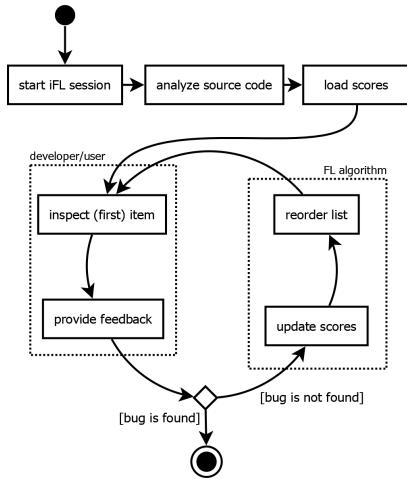 start iFL session
analyze source code
load scores
developer/user
FL algorithm
inspect (first) item
reorder list
provide feedback
update scores
[bug is not found]
[bug is found]